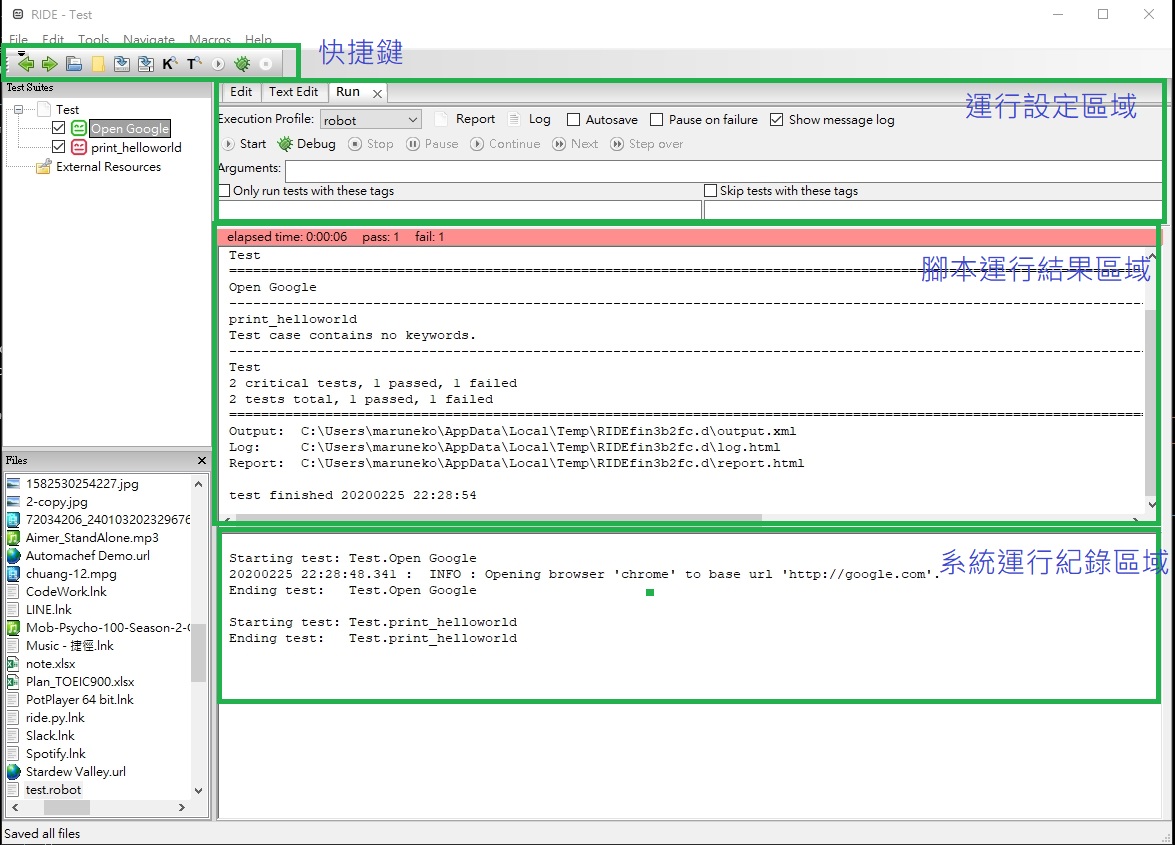 RIDE - Test
File Edit Tools Navigate Macros Help
快捷鍵
Test Suites
Test
Open Google
print_helloworld
External Resources
Edit Text Edit Run
運行設定區域
Execution Profile: robot Report Log Autosave Pause on failure Show message log
Start Debug Stop Pause Continue Next Step over
Arguments:
Only run tests with these tags Skip tests with these tags
elapsed time: 0:00:06 pass: 1 fail: 1
腳本運行結果區域
Test
==============================================================================
Open Google
------------------------------------------------------------------------------
print_helloworld
Test case contains no keywords.
------------------------------------------------------------------------------
Test
2 critical tests, 1 passed, 1 failed
2 tests total, 1 passed, 1 failed
==============================================================================
Output: C:\Users\maruneko\AppData\Local\Temp\RIDEfin3b2fc.d\output.xml
Log: C:\Users\maruneko\AppData\Local\Temp\RIDEfin3b2fc.d\log.html
Report: C:\Users\maruneko\AppData\Local\Temp\RIDEfin3b2fc.d\report.html
test finished 20200225 22:28:54
系統運行紀錄區域
Starting test: Test.Open Google
20200225 22:28:48.341 : INFO : Opening browser 'chrome' to base url 'http://google.com'.
Ending test: Test.Open Google
Starting test: Test.print_helloworld
Ending test: Test.print_helloworld
Files
1582530254227.jpg
2-copy.jpg
72034206_240103202329676
Aimer_StandAlone.mp3
Automachef Demo.url
chuang-12.mpg
CodeWork.lnk
LINE.lnk
Mob-Psycho-100-Season-2-
Music - 捷徑.lnk
note.xlsx
Plan_TOEIC900.xlsx
PotPlayer 64 bit.lnk
ride.py.lnk
Slack.lnk
Spotify.lnk
Stardew Valley.url
test.robot
Saved all files